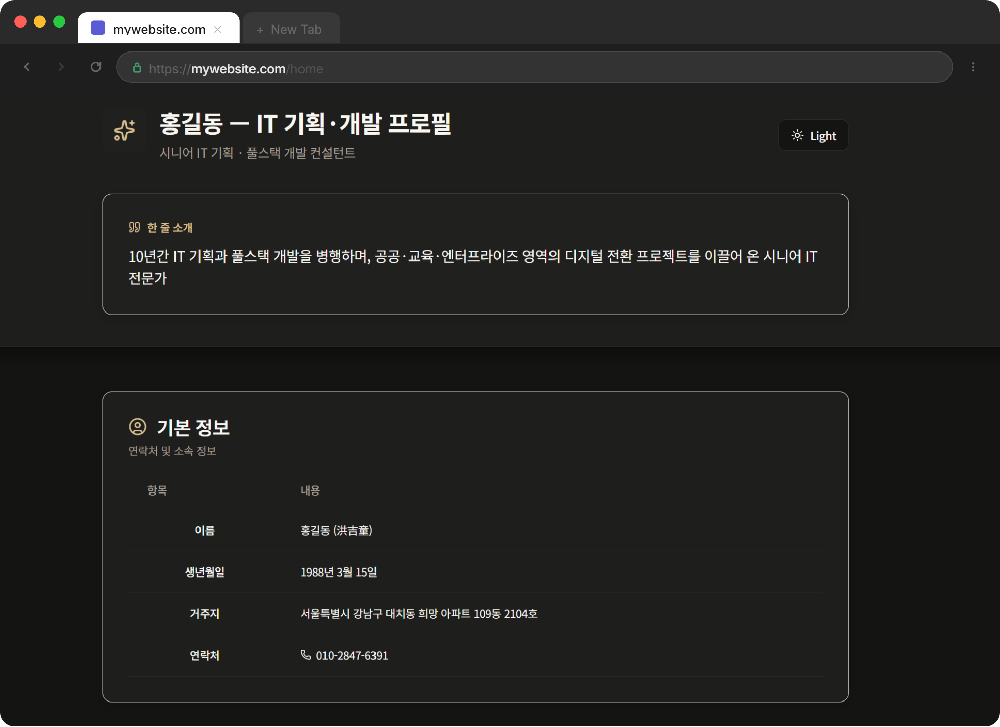 mywebsite.com ×
+ New Tab
https://mywebsite.com/home
홍길동 — IT 기획·개발 프로필
시니어 IT 기획 · 풀스택 개발 컨설턴트
Light
한 줄 소개
10년간 IT 기획과 풀스택 개발을 병행하며, 공공·교육·엔터프라이즈 영역의 디지털 전환 프로젝트를 이끌어 온 시니어 IT
전문가
기본 정보
연락처 및 소속 정보
항목 내용
이름 홍길동 (洪吉童)
생년월일 1988년 3월 15일
거주지 서울특별시 강남구 대치동 희망 아파트 109동 2104호
연락처 010-2847-6391